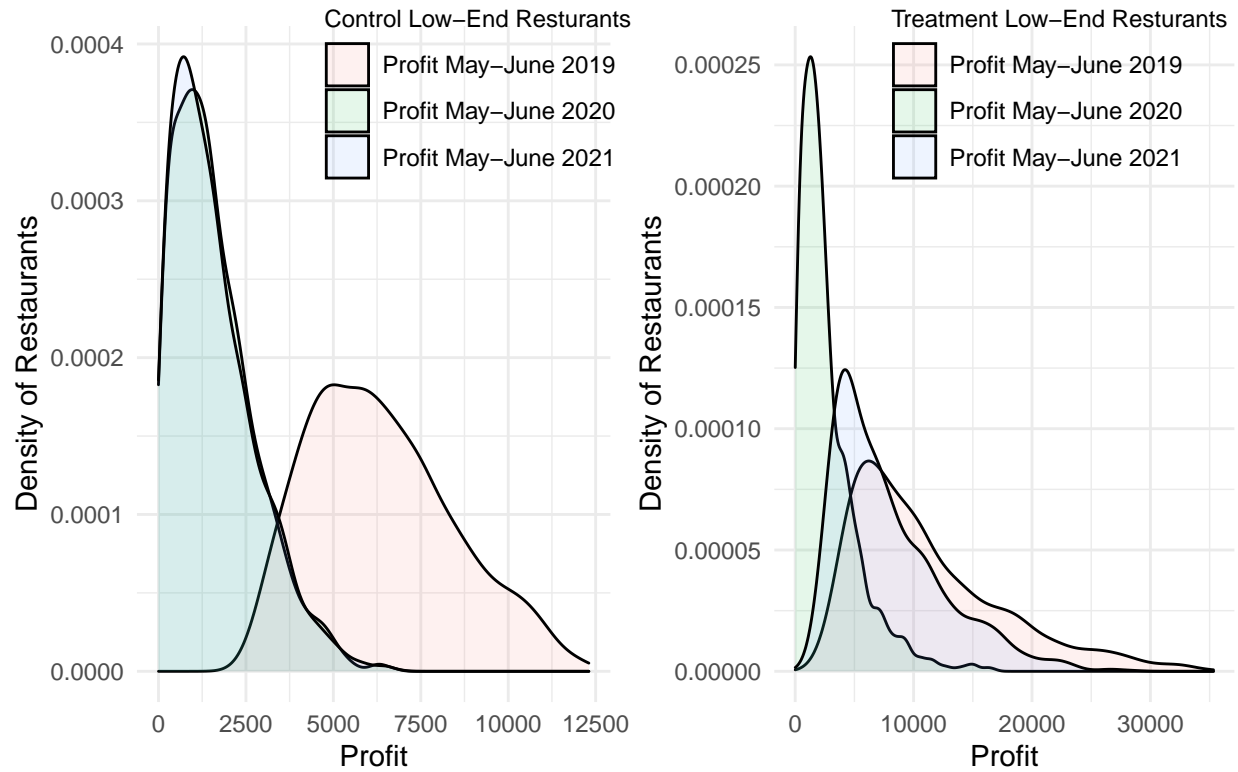 Control Low−End Resturants
Profit May−June 2019
Profit May−June 2020
Profit May−June 2021
0.0004
0.0003
0.0002
0.0001
0.0000
Density of Restaurants
0
2500
5000
7500
10000
12500
Profit
Treatment Low−End Resturants
Profit May−June 2019
Profit May−June 2020
Profit May−June 2021
0.00025
0.00020
0.00015
0.00010
0.00005
0.00000
Density of Restaurants
0
10000
20000
30000
Profit